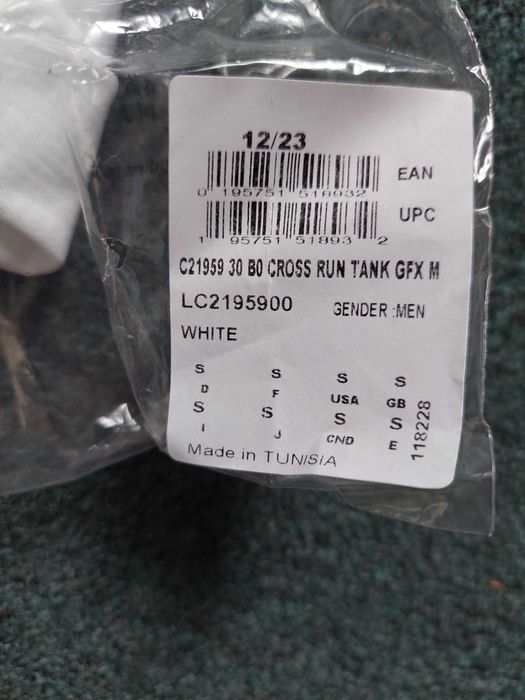 12/23
0 195751 518932
EAN
1 95751 51893 2
UPC
C21959 30 B0 CROSS RUN TANK GFX M
LC2195900 GENDER :MEN
WHITE
S S S S
D F USA GB
S S S S
I J CND E
118228
Made in TUNISIA